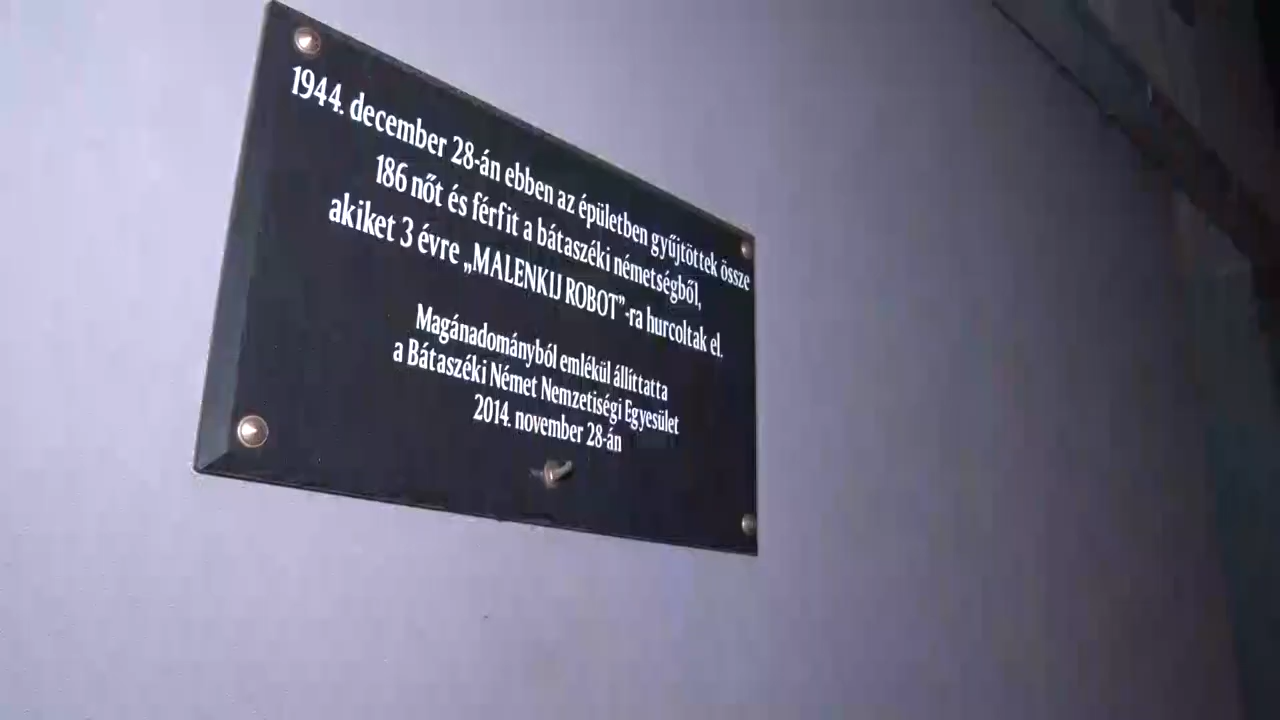 1944. december 28-án ebben az épületben gyűjtöttek össze
186 nőt és férfit a bátaszéki németségből,
akiket 3 évre „MALENKIJ ROBOT”-ra hurcoltak el.
Magánadományból emlékül állíttatta
a Bátaszéki Német Nemzetiségi Egyesület
2014. november 28-án